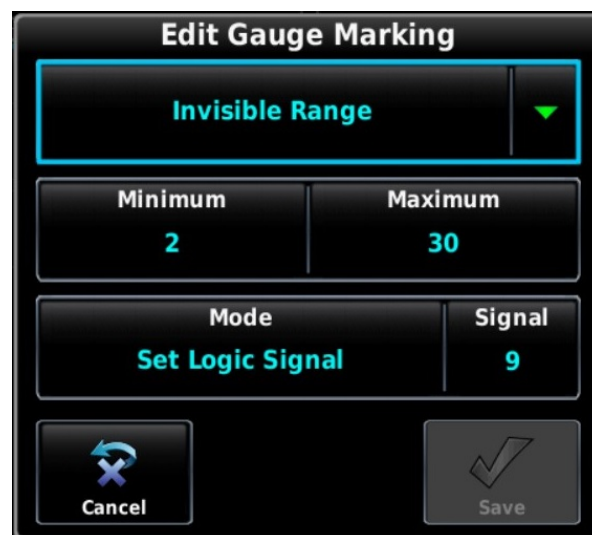 Edit Gauge Marking
Invisible Range
Minimum Maximum
2 30
Mode Signal
Set Logic Signal 9
Cancel Save